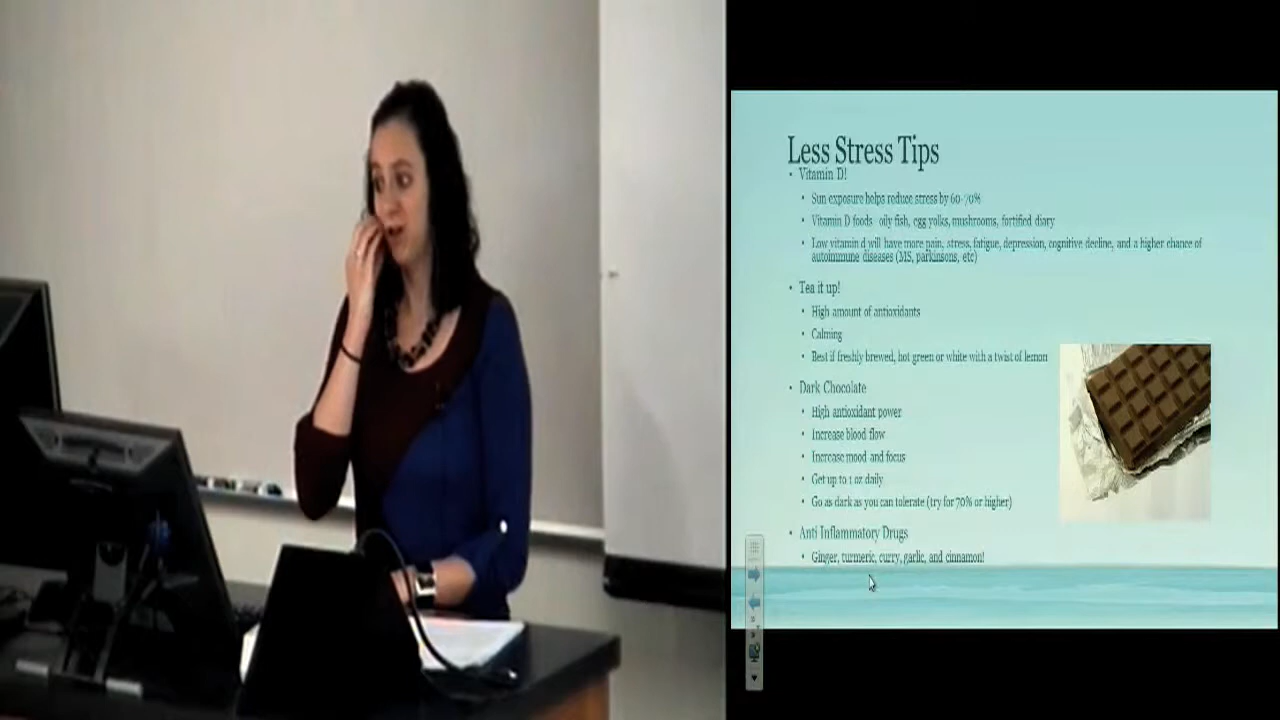 Less Stress Tips
• Vitamin D!
• Sun exposure helps reduce stress by 60-70%
• Vitamin D foods oily fish, egg yolks, mushrooms, fortified diary
• Low vitamin d will have more pain, stress, fatigue, depression, cognitive decline, and a higher chance of
autoimmune diseases (MS, parkinsons, etc)
• Tea it up!
• High amount of antioxidants
• Calming
• Best if freshly brewed, hot green or white with a twist of lemon
• Dark Chocolate
• High antioxidant power
• Increase blood flow
• Increase mood and focus
• Get up to 1 oz daily
• Go as dark as you can tolerate (try for 70% or higher)
• Anti Inflammatory Drugs
• Ginger, turmeric, curry, garlic, and cinnamon!